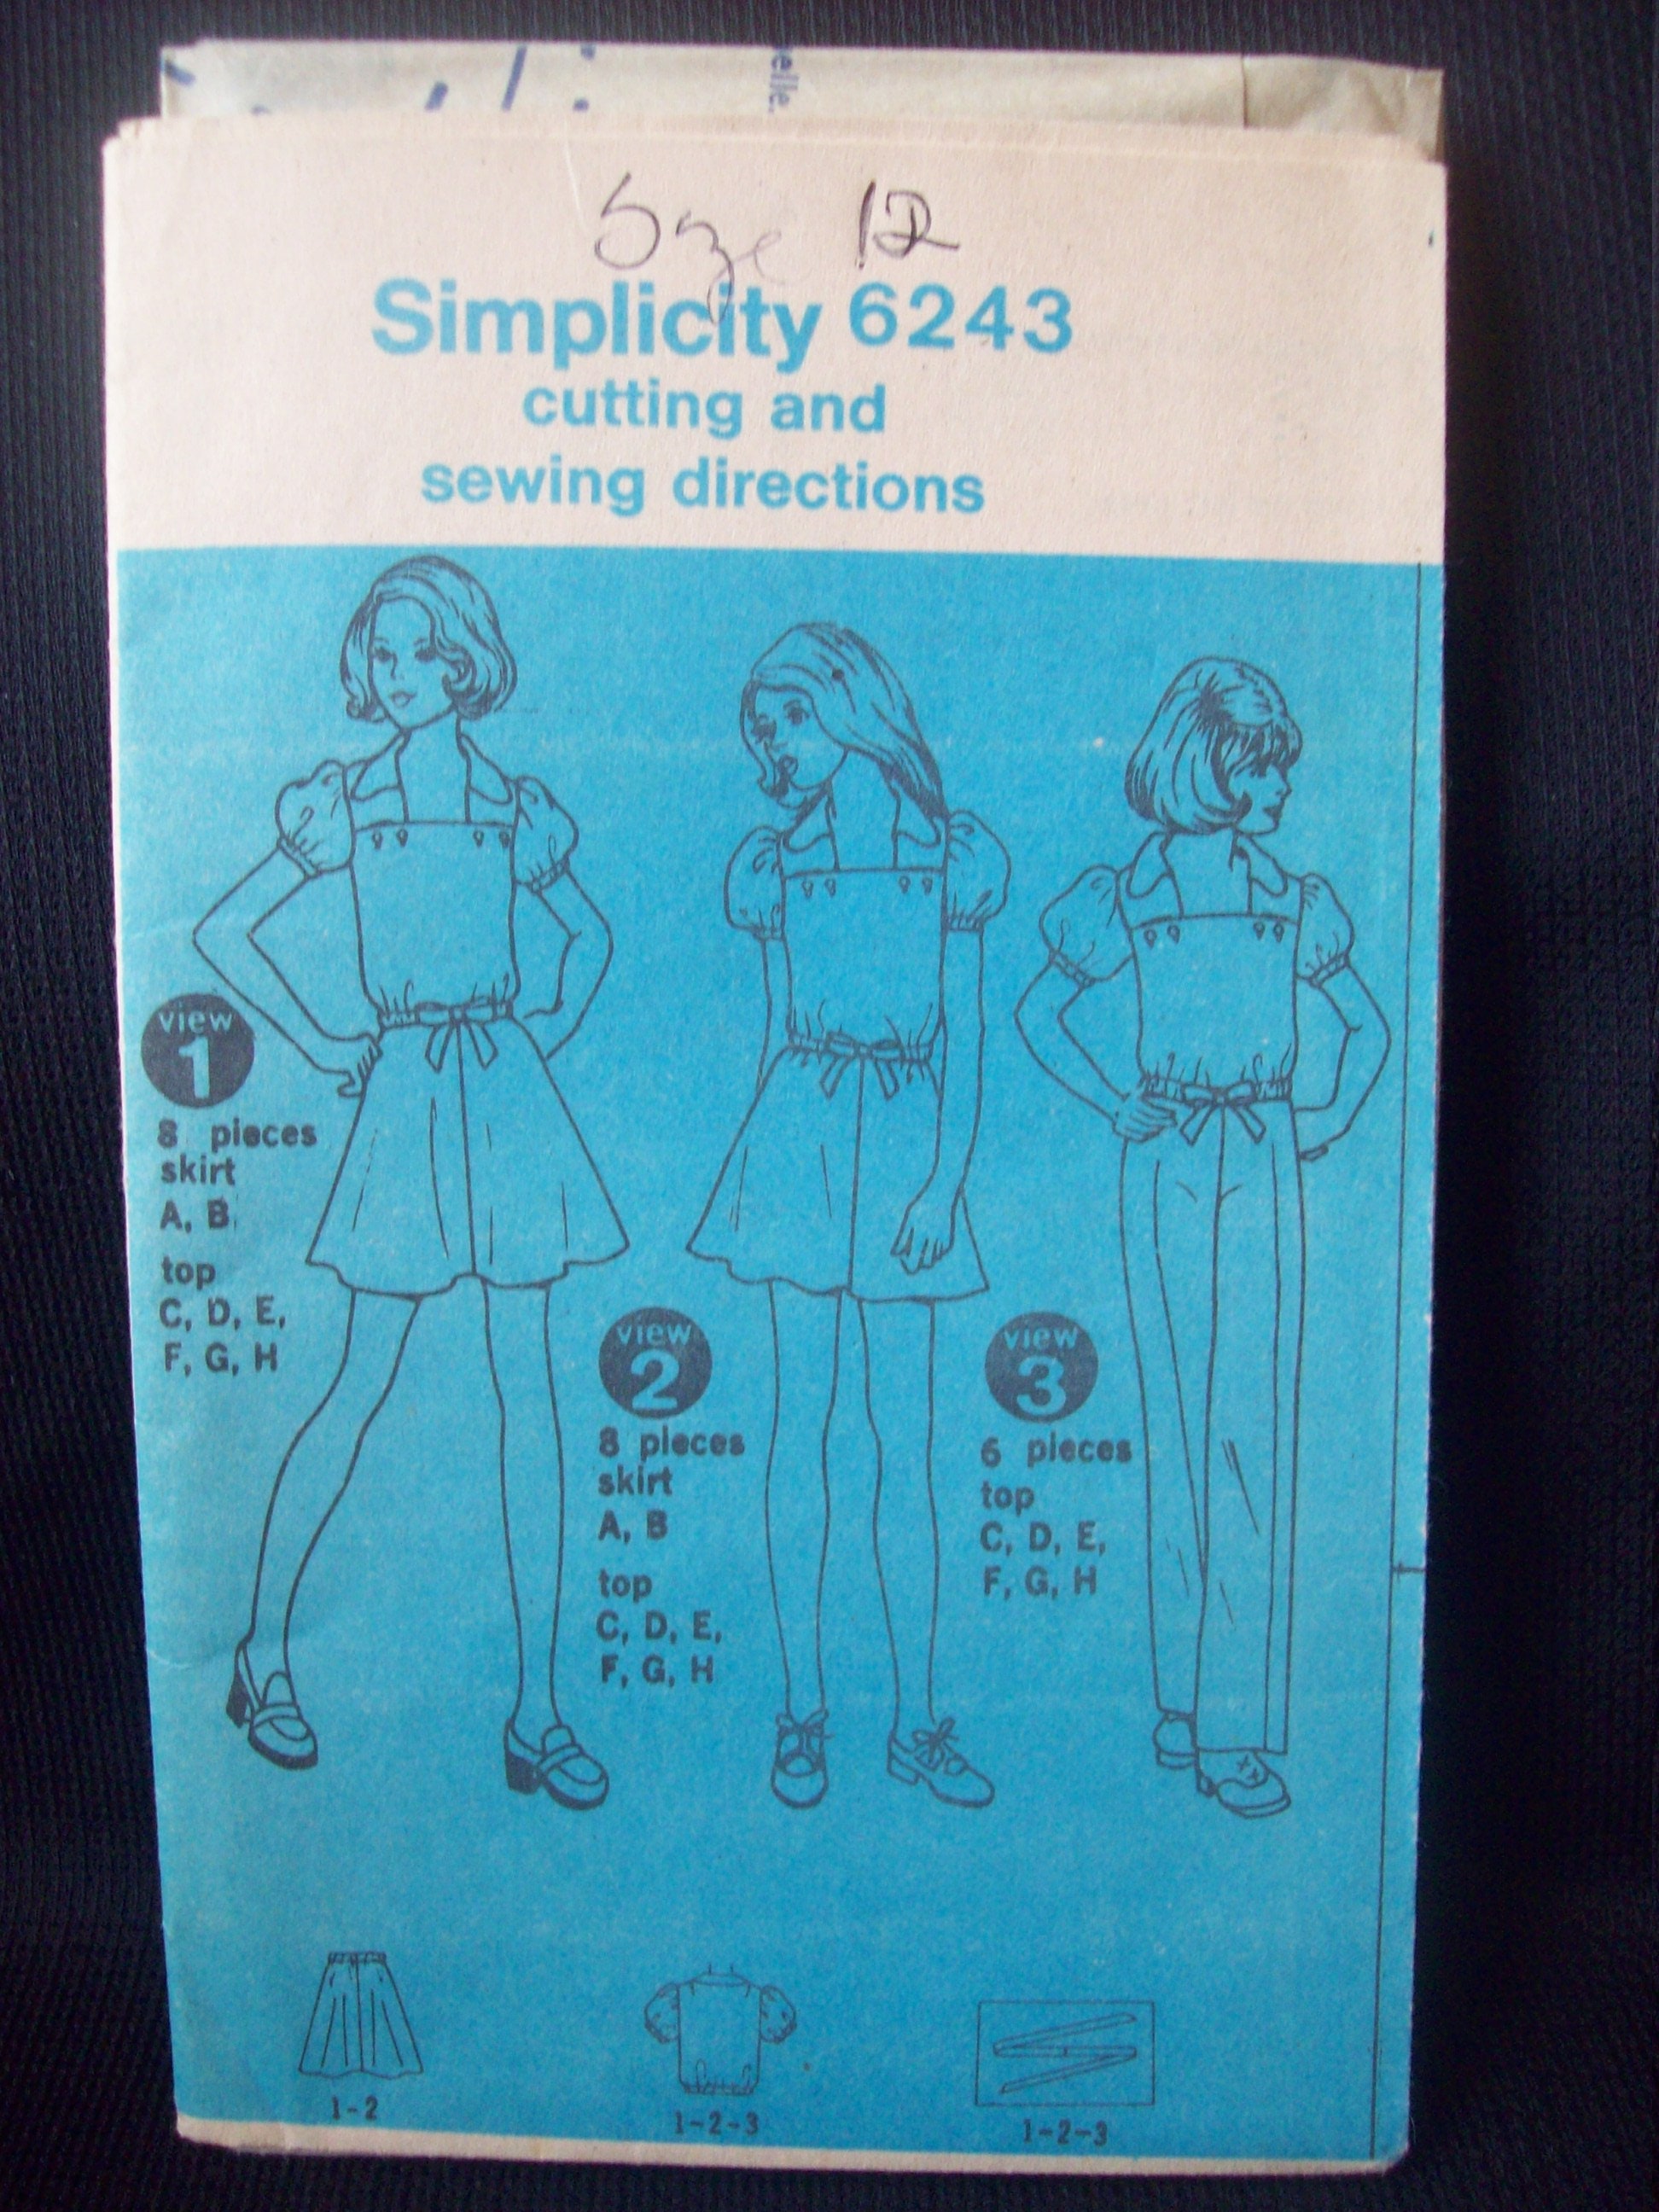 elle.
Size 12
Simplicity 6243
cutting and
sewing directions
view
1
8 pieces
skirt
A, B
top
C, D, E,
F, G, H
view
2
8 pieces
skirt
A, B
top
C, D, E,
F, G, H
view
3
6 pieces
top
C, D, E,
F, G, H
1-2
1-2-3
1-2-3